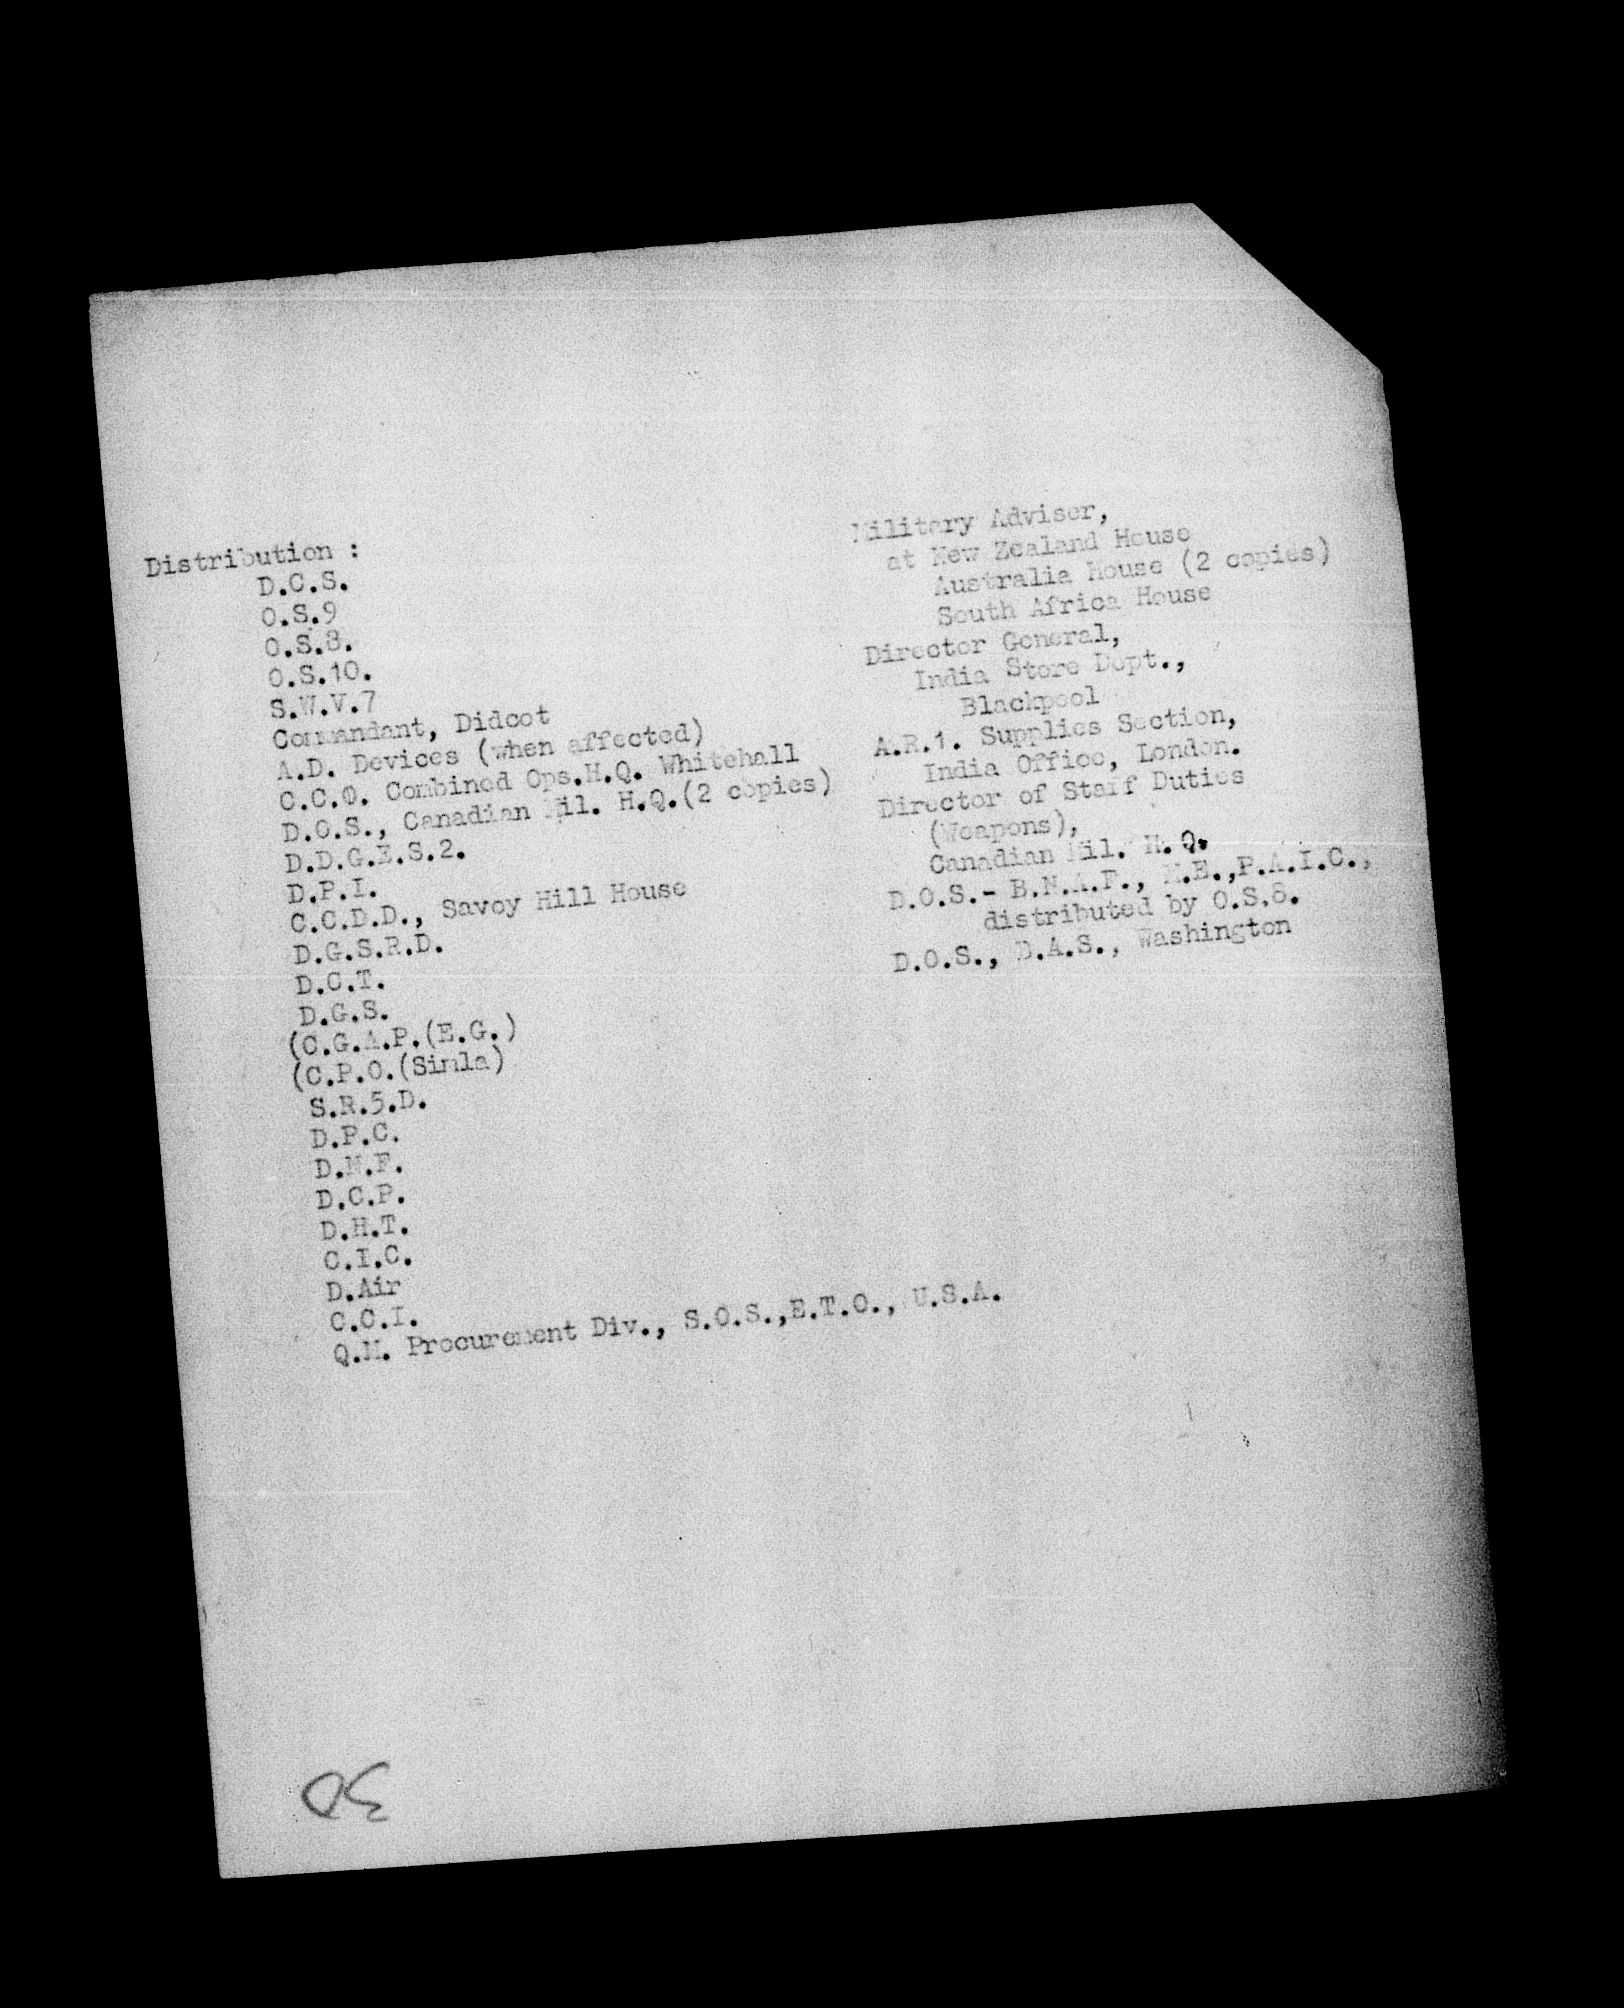 Distribution :
D.C.S.
O.S.9
O.S.8.
O.S.10.
S.W.V.7
Commandant, Didcot
A.D. Devices (when affected)
C.C.O. Combined Ops.H.Q. Whitehall
D.O.S., Canadian Mil. H.Q.(2 copies)
D.D.G.E.S.2.
D.P.I.
C.C.D.D., Savoy Hill House
D.G.S.R.D.
D.C.T.
D.G.S.
(C.G.A.P.(E.G.)
(C.P.O.(Simla)
S.R.5.D.
D.P.C.
D.N.F.
D.C.P.
D.H.T.
C.I.C.
D.Air
C.C.I.
Q.M. Procurement Div., S.O.S.,E.T.O., U.S.A.
Military Adviser,
at New Zealand House
Australia House (2 copies)
South Africa House
Director General,
India Store Dept.,
Blackpool
A.R.1. Supplies Section,
India Office, London.
Director of Staff Duties
(Weapons),
Canadian Mil. H.Q.
D.O.S.- B.N.A.F., M.E.,P.A.I.C.,
distributed by O.S.8.
D.O.S., B.A.S., Washington